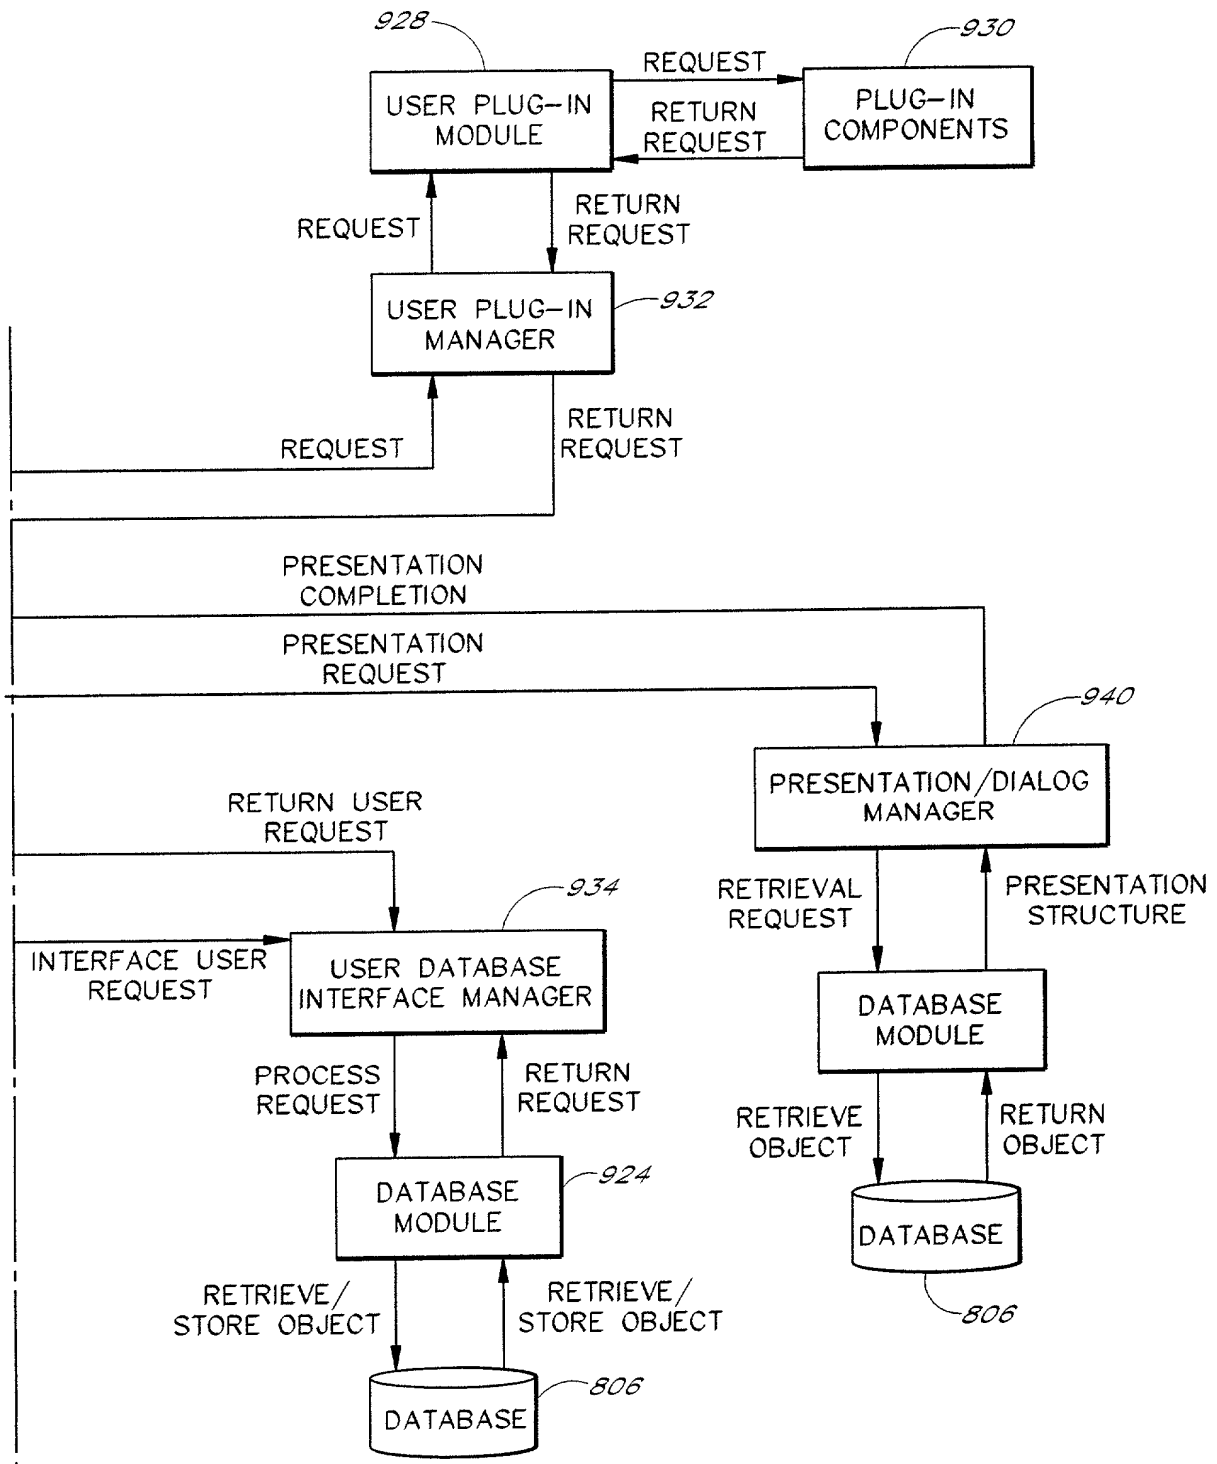 928
930
REQUEST
USER PLUG-IN
MODULE
PLUG-IN
COMPONENTS
RETURN
REQUEST
REQUEST
RETURN
REQUEST
932
USER PLUG-IN
MANAGER
REQUEST
RETURN
REQUEST
PRESENTATION
COMPLETION
PRESENTATION
REQUEST
940
PRESENTATION/DIALOG
MANAGER
RETURN USER
REQUEST
934
RETRIEVAL
REQUEST
PRESENTATION
STRUCTURE
INTERFACE USER
REQUEST
USER DATABASE
INTERFACE MANAGER
DATABASE
MODULE
PROCESS
REQUEST
RETURN
REQUEST
RETRIEVE
OBJECT
RETURN
OBJECT
924
DATABASE
MODULE
DATABASE
806
RETRIEVE/
STORE OBJECT
RETRIEVE/
STORE OBJECT
806
DATABASE